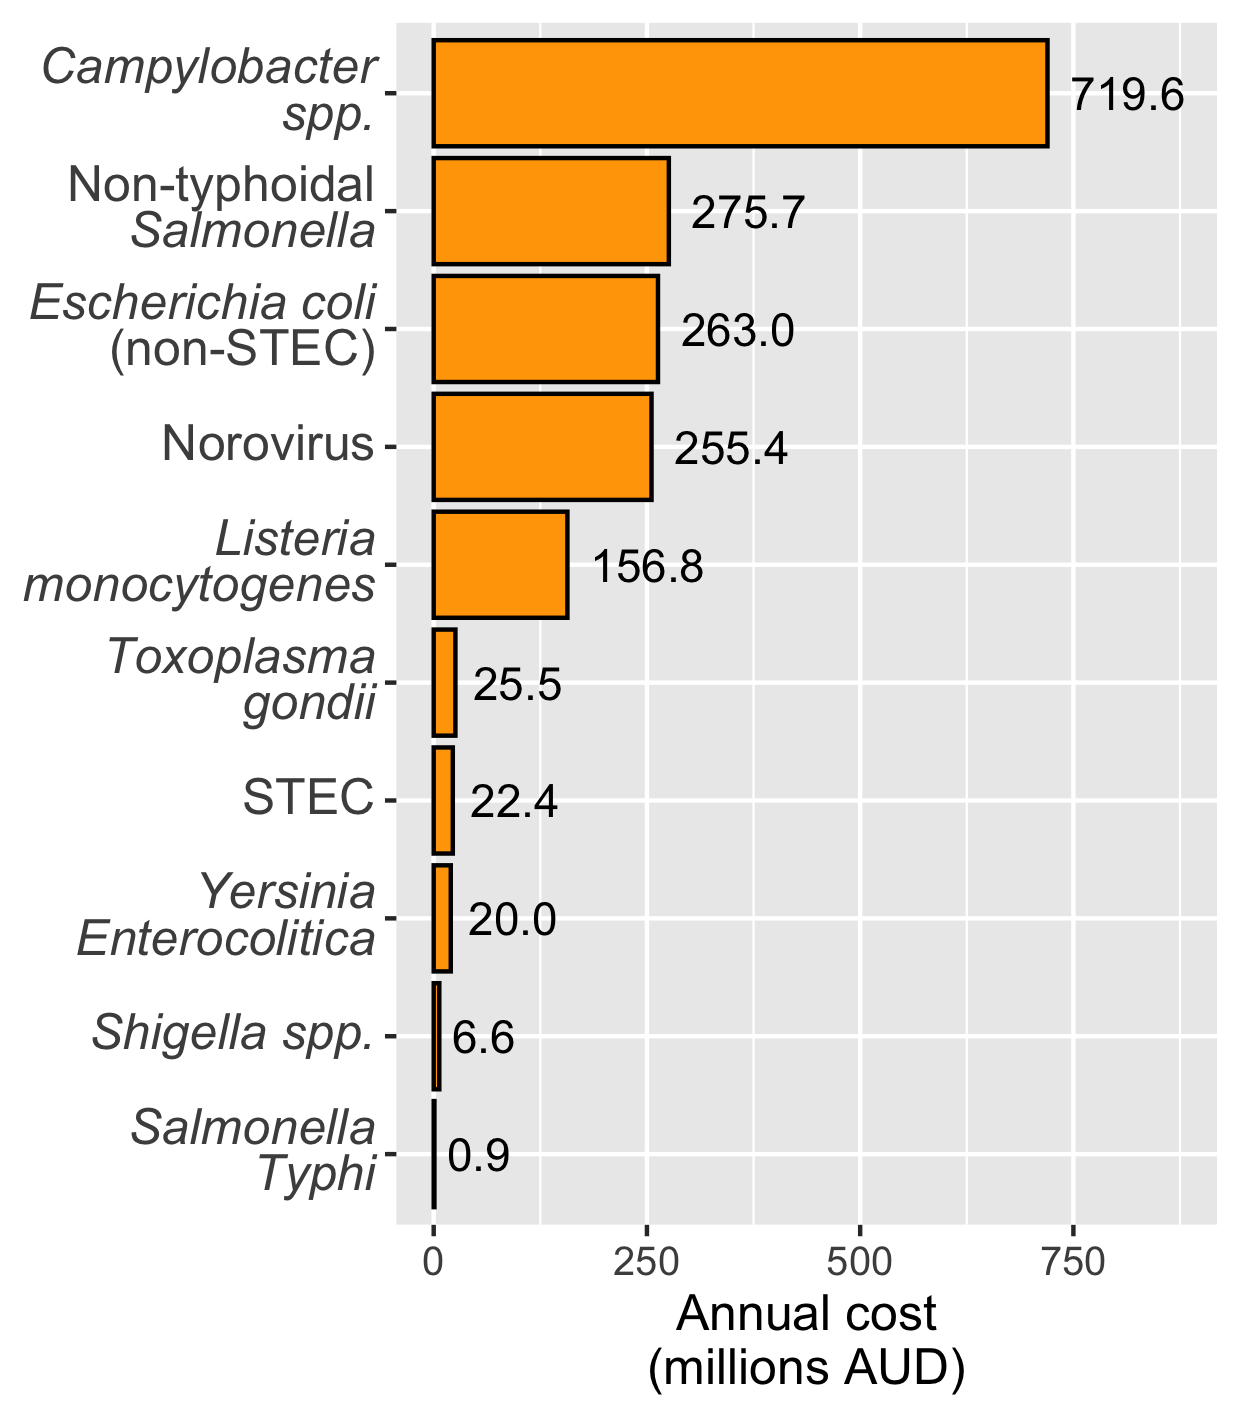 Campylobacter
spp.
719.6
Non-typhoidal
Salmonella
275.7
Escherichia coli
(non-STEC)
263.0
Norovirus
255.4
Listeria
monocytogenes
156.8
Toxoplasma
gondii
25.5
STEC
22.4
Yersinia
Enterocolitica
20.0
Shigella spp.
6.6
Salmonella
Typhi
0.9
0 250 500 750
Annual cost
(millions AUD)